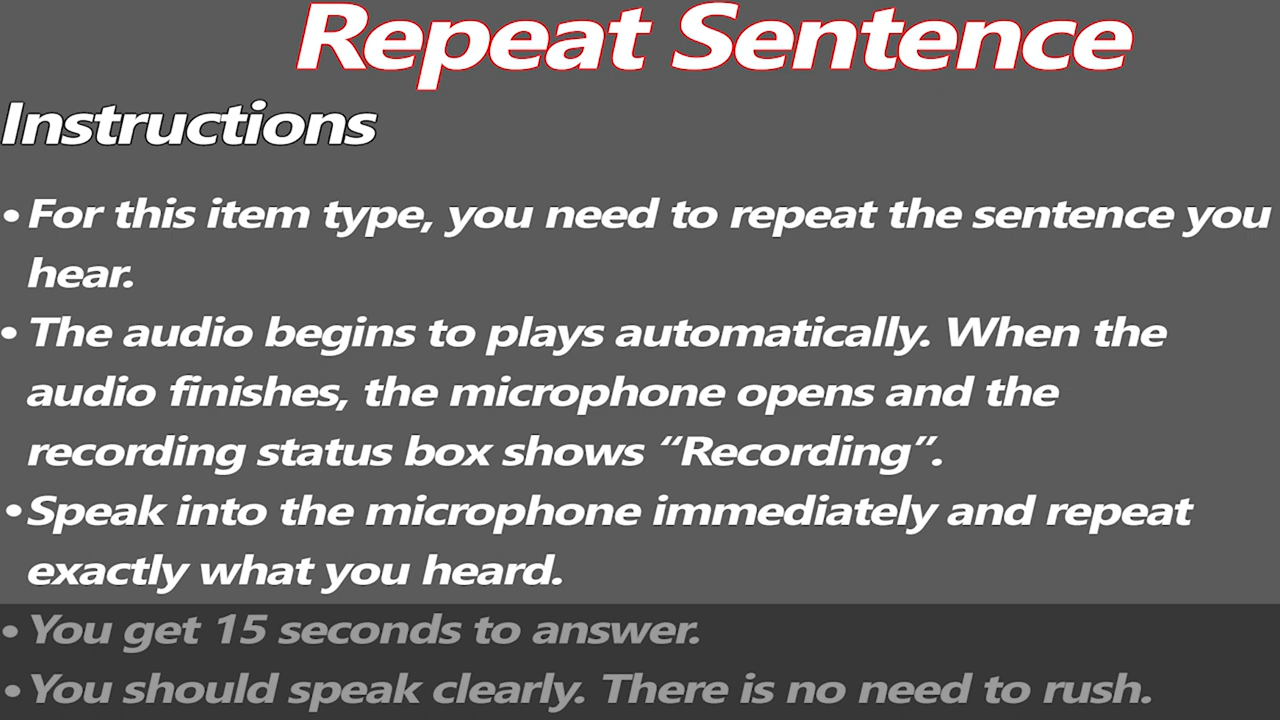 Repeat Sentence
Instructions
• For this item type, you need to repeat the sentence you
hear.
• The audio begins to plays automatically. When the
audio finishes, the microphone opens and the
recording status box shows “Recording”.
• Speak into the microphone immediately and repeat
exactly what you heard.
• You get 15 seconds to answer.
• You should speak clearly. There is no need to rush.